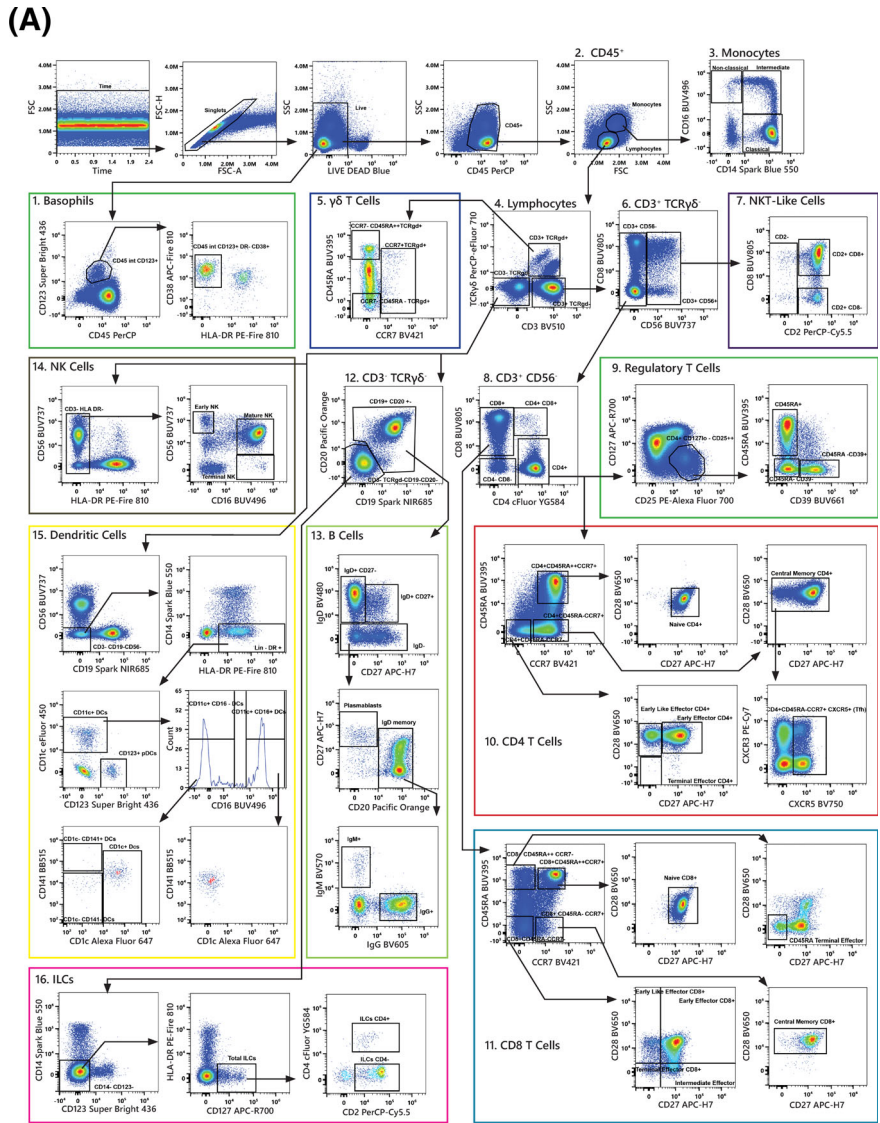 (A)
2. CD45⁺
3. Monocytes
Time
Singlets
Live
CD45+
Monocytes
Lymphocytes
Non-classical
Intermediate
Classical
FSC
Time
FSC-H
FSC-A
SSC
LIVE DEAD Blue
SSC
CD45 PerCP
SSC
FSC
CD16 BUV496
CD14 Spark Blue 550
1. Basophils
CD45 int CD123+
CD45 int CD123+ DR- CD38+
CD123 Super Bright 436
CD45 PerCP
CD38 APC-Fire 810
HLA-DR PE-Fire 810
5. γδ T Cells
CCR7- CD45RA++TCRgd+
CCR7+TCRgd+
CCR7- CD45RA -TCRgd+
CD45RA BUV395
CCR7 BV421
4. Lymphocytes
CD3+ TCRgd+
CD3- TCRgd-
CD3+ TCRgd-
TCRγδ PerCP-eFluor 710
CD3 BV510
6. CD3⁺ TCRγδ⁻
CD3+ CD56-
CD3+ CD56+
CD8 BUV805
CD56 BUV737
7. NKT-Like Cells
CD2-
CD2+ CD8+
CD2+ CD8-
CD8 BUV805
CD2 PerCP-Cy5.5
14. NK Cells
CD3- HLA DR-
Early NK
Mature NK
Terminal NK
CD56 BUV737
HLA-DR PE-Fire 810
CD56 BUV737
CD16 BUV496
12. CD3⁻ TCRγδ⁻
CD19+ CD20 +-
CD3- TCRgd-CD19-CD20-
CD20 Pacific Orange
CD19 Spark NIR685
8. CD3⁺ CD56⁻
CD8+
CD4+ CD8+
CD4- CD8-
CD4+
CD8 BUV805
CD4 cFluor YG584
9. Regulatory T Cells
CD4+ CD127lo - CD25++
CD45RA+
CD45RA -CD39+
CD45RA- CD39-
CD127 APC-R700
CD25 PE-Alexa Fluor 700
CD45RA BUV395
CD39 BUV661
15. Dendritic Cells
CD3- CD19-CD56-
Lin - DR +
CD56 BUV737
CD19 Spark NIR685
CD14 Spark Blue 550
HLA-DR PE-Fire 810
CD11c+ DCs
CD123+ pDCs
CD11c+ CD16 - DCs
CD11c+ CD16+ DCs
CD11c eFluor 450
CD123 Super Bright 436
Count
CD16 BUV496
CD1c- CD141+ DCs
CD1c+ Dcs
CD1c- CD141- DCs
CD141 BB515
CD1c Alexa Fluor 647
CD141 BB515
CD1c Alexa Fluor 647
13. B Cells
IgD+ CD27-
IgD+ CD27+
IgD-
IgD BV480
CD27 APC-H7
Plasmablasts
IgD memory
CD27 APC-H7
CD20 Pacific Orange
IgM+
IgG+
IgM BV570
IgG BV605
10. CD4 T Cells
CD4+CD45RA++CCR7+
CD4+CD45RA-CCR7+
CD45RA BUV395
CCR7 BV421
Naive CD4+
CD28 BV650
CD27 APC-H7
Central Memory CD4+
CD28 BV650
CD27 APC-H7
Early Like Effector CD4+
Early Effector CD4+
Terminal Effector CD4+
CD28 BV650
CD27 APC-H7
CD4+CD45RA-CCR7+ CXCR5+ (Tfh)
CXCR3 PE-Cy7
CXCR5 BV750
11. CD8 T Cells
CD8+ CD45RA++ CCR7-
CD8+CD45RA++CCR7+
CD8+ CD45RA- CCR7+
CD8+ CD45RA-CCR7-
CD45RA BUV395
CCR7 BV421
Naive CD8+
CD28 BV650
CD27 APC-H7
CD45RA Terminal Effector
CD28 BV650
CD27 APC-H7
Early Like Effector CD8+
Early Effector CD8+
Terminal Effector CD8+
Intermediate Effector
CD28 BV650
CD27 APC-H7
Central Memory CD8+
CD28 BV650
CD27 APC-H7
16. ILCs
CD14- CD123-
Total ILCs
ILCs CD4+
ILCs CD4-
CD14 Spark Blue 550
CD123 Super Bright 436
HLA-DR PE-Fire 810
CD127 APC-R700
CD4 cFluor YG584
CD2 PerCP-Cy5.5